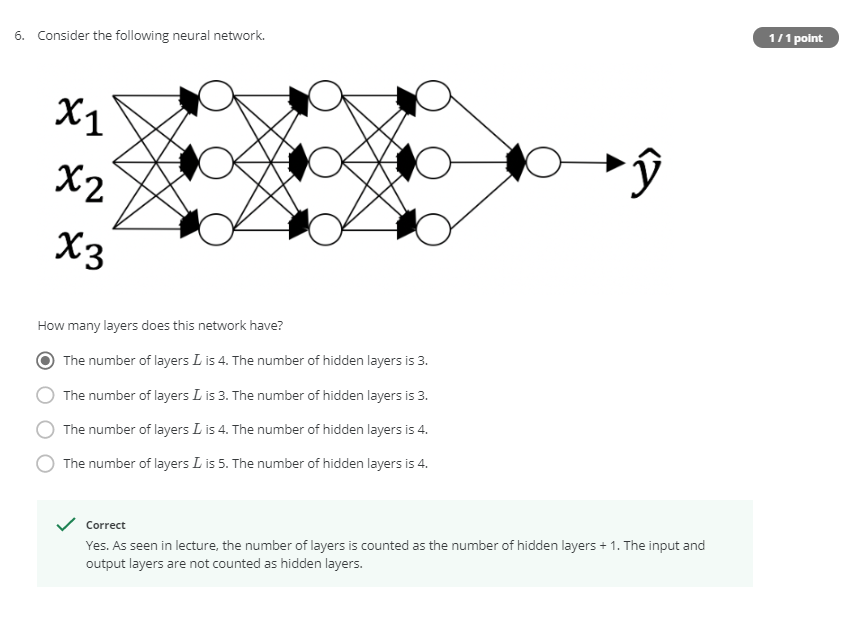 6. Consider the following neural network.
1 / 1 point
x₁
x₂
x₃
ŷ
How many layers does this network have?
The number of layers L is 4. The number of hidden layers is 3.
The number of layers L is 3. The number of hidden layers is 3.
The number of layers L is 4. The number of hidden layers is 4.
The number of layers L is 5. The number of hidden layers is 4.
Correct
Yes. As seen in lecture, the number of layers is counted as the number of hidden layers + 1. The input and
output layers are not counted as hidden layers.